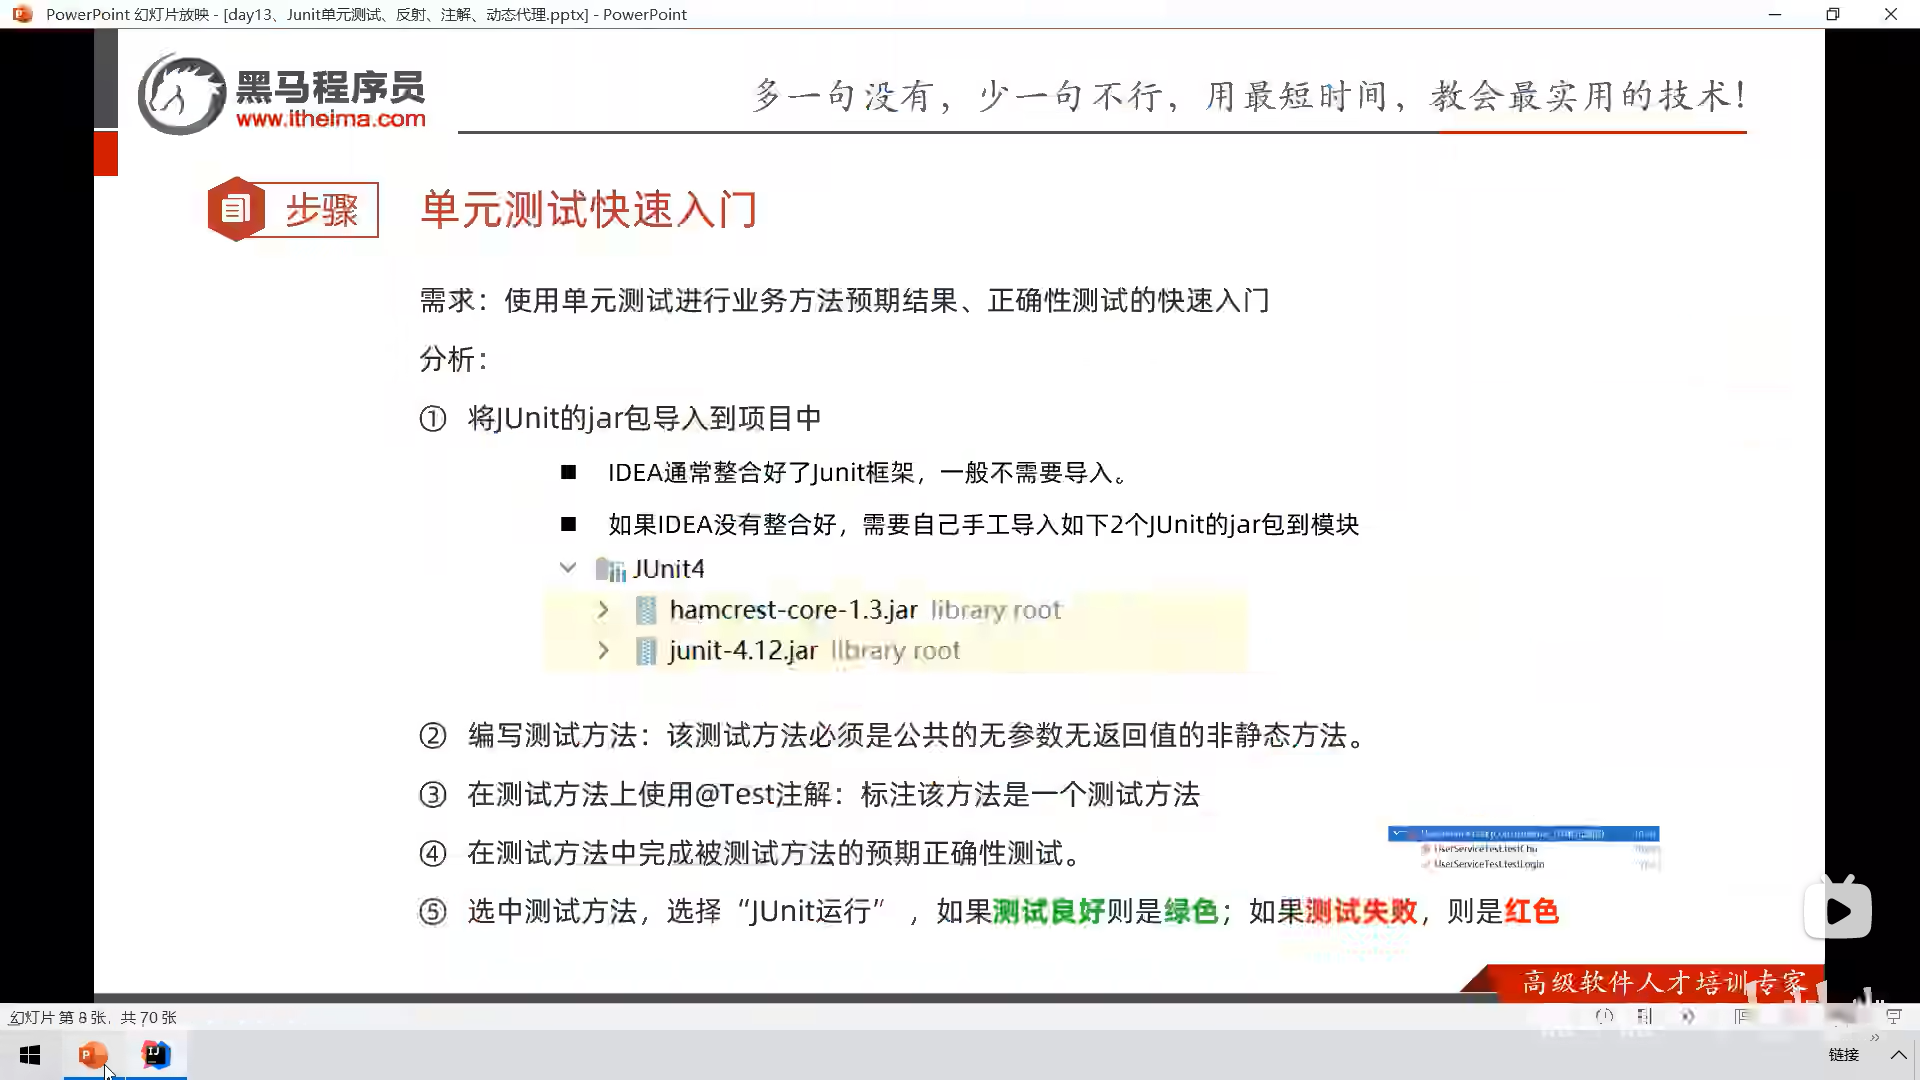 PowerPoint 幻灯片放映 - [day13、Junit单元测试、反射、注解、动态代理.pptx] - PowerPoint
黑马程序员
www.itheima.com
多一句没有，少一句不行，用最短时间，教会最实用的技术！
步骤
单元测试快速入门
需求：使用单元测试进行业务方法预期结果、正确性测试的快速入门
分析：
① 将JUnit的jar包导入到项目中
■ IDEA通常整合好了Junit框架，一般不需要导入。
■ 如果IDEA没有整合好，需要自己手工导入如下2个JUnit的jar包到模块
JUnit4
hamcrest-core-1.3.jar library root
junit-4.12.jar library root
② 编写测试方法：该测试方法必须是公共的无参数无返回值的非静态方法。
③ 在测试方法上使用@Test注解：标注该方法是一个测试方法
④ 在测试方法中完成被测试方法的预期正确性测试。
UserServiceTest.testChu
UserServiceTest.testLogin
⑤ 选中测试方法，选择“JUnit运行” ，如果测试良好则是绿色；如果测试失败，则是红色
高级软件人才培训专家
幻灯片 第 8 张，共 70 张
链接